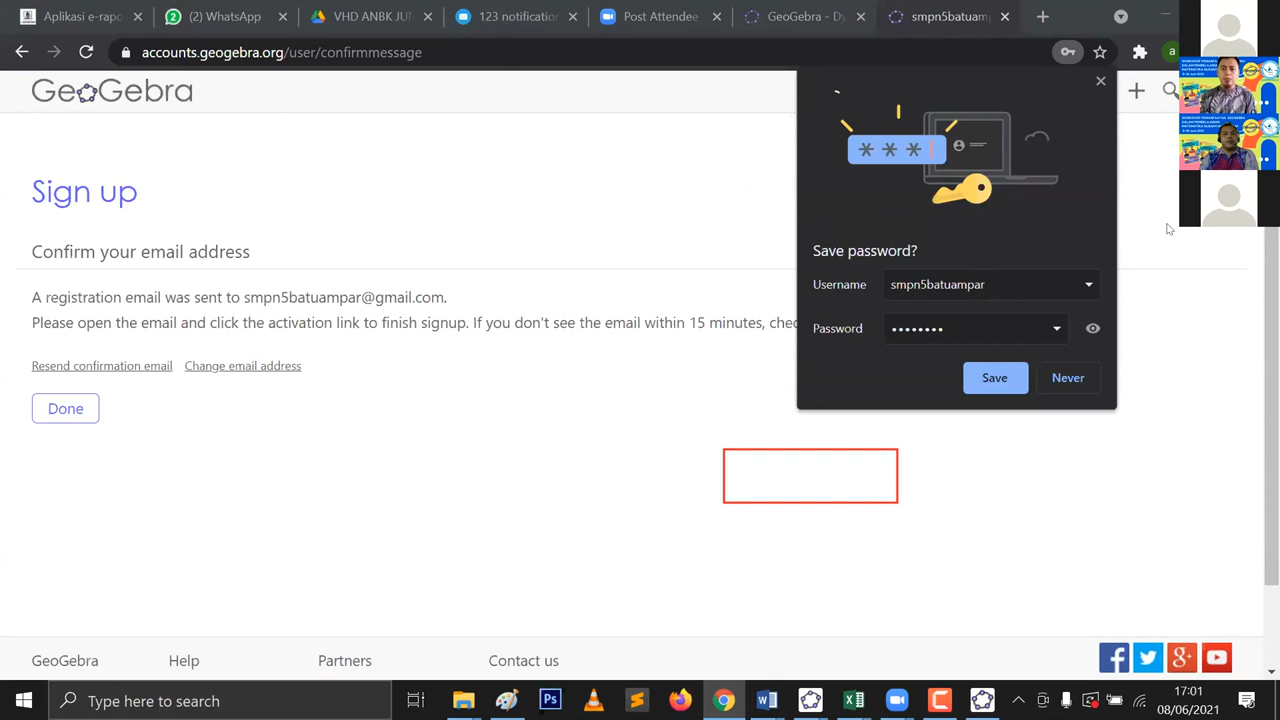 Aplikasi e-rapo
(2) WhatsApp
VHD ANBK JUN
123 notification
Post Attendee
GeoGebra - Dy
smpn5batuamp
accounts.geogebra.org/user/confirmmessage
a
GeoGebra
Sign up
Confirm your email address
A registration email was sent to smpn5batuampar@gmail.com.
Please open the email and click the activation link to finish signup. If you don't see the email within 15 minutes, chec
Resend confirmation email Change email address
Done
***
Save password?
Username smpn5batuampar
Password ••••••••
Save Never
GeoGebra Help Partners Contact us
Type here to search
17:01
08/06/2021